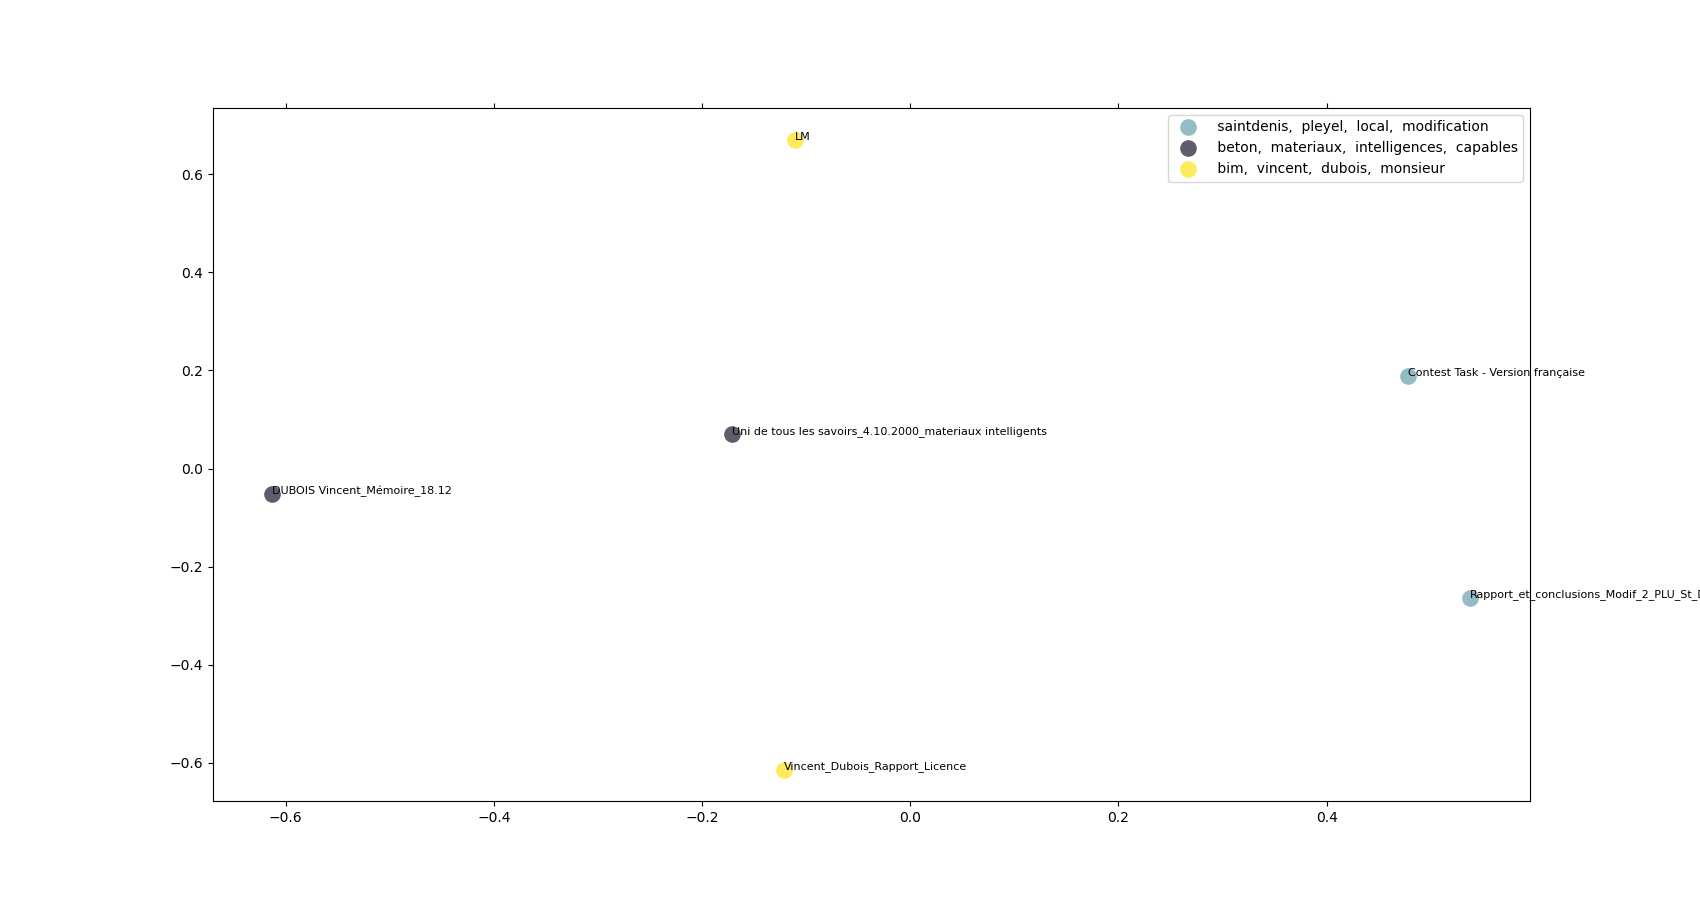 LM
saintdenis, pleyel, local, modification
beton, materiaux, intelligences, capables
bim, vincent, dubois, monsieur
0.6
0.4
Contest Task - Version française
0.2
Uni de tous les savoirs_4.10.2000_materiaux intelligents
0.0
DUBOIS Vincent_Mémoire_18.12
−0.2
Rapport_et_conclusions_Modif_2_PLU_St_D
−0.4
−0.6
Vincent_Dubois_Rapport_Licence
−0.6 −0.4 −0.2 0.0 0.2 0.4